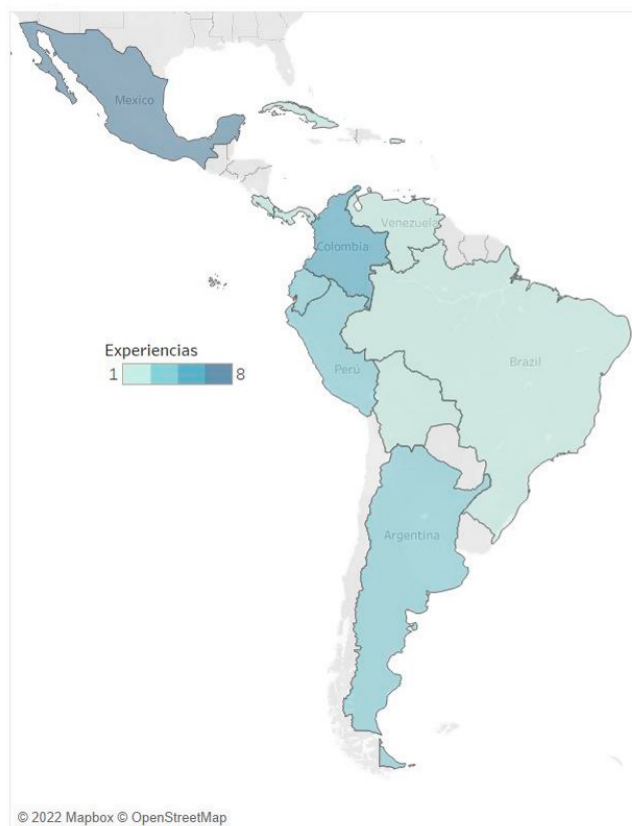 Mexico
Venezuela
Colombia
Experiencias
1 8
Perú
Brazil
Argentina
© 2022 Mapbox © OpenStreetMap